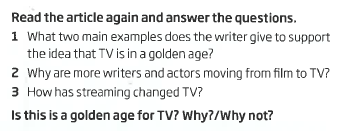 Read the article again and answer the questions.
1 What two main examples does the writer give to support
the idea that TV is in a golden age?
2 Why are more writers and actors moving from film to TV?
3 How has streaming changed TV?
Is this is a golden age for TV? Why?/Why not?